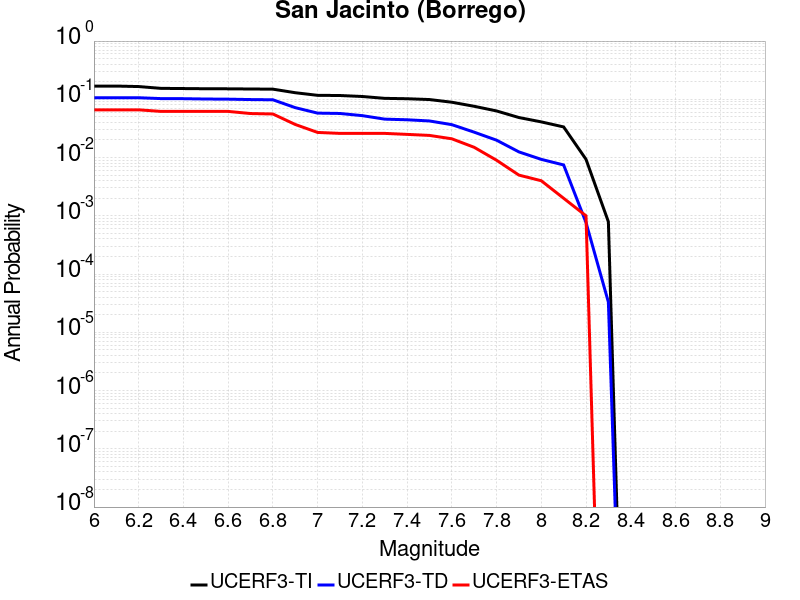 San Jacinto (Borrego)
10^0
10^-1
10^-2
10^-3
10^-4
10^-5
10^-6
10^-7
10^-8
Annual Probability
6 6.2 6.4 6.6 6.8 7 7.2 7.4 7.6 7.8 8 8.2 8.4 8.6 8.8 9
Magnitude
UCERF3-TI UCERF3-TD UCERF3-ETAS